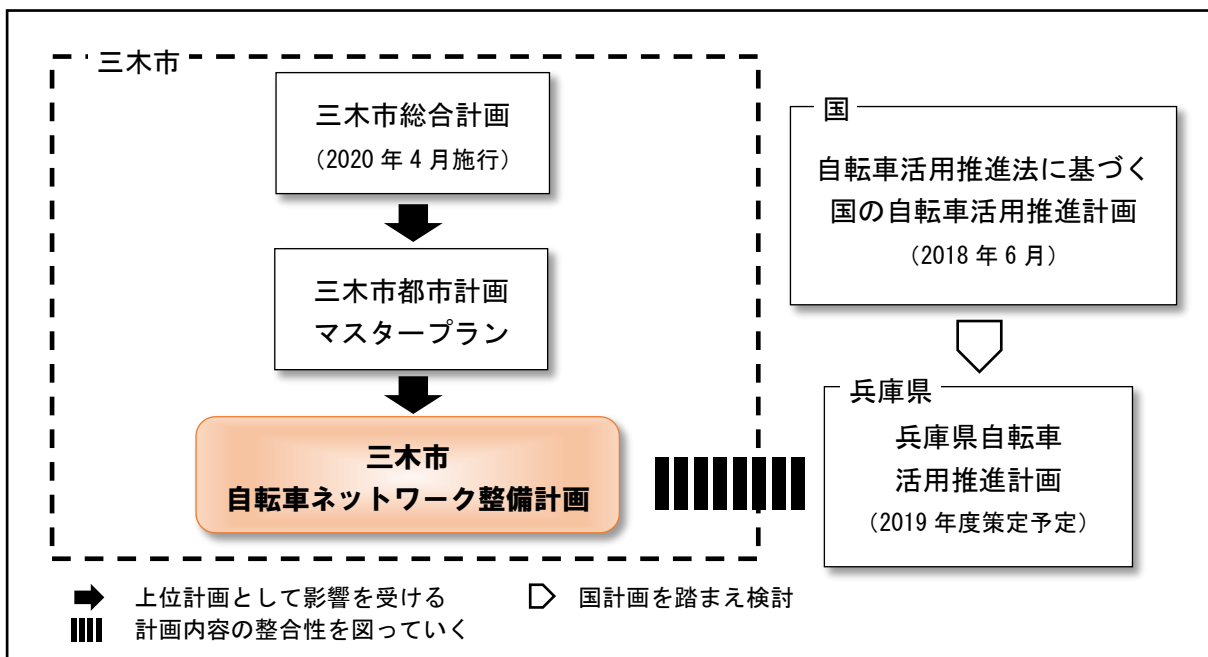 三木市
三木市総合計画
（2020 年 4 月施行）
三木市都市計画
マスタープラン
三木市
自転車ネットワーク整備計画
国
自転車活用推進法に基づく
国の自転車活用推進計画
（2018 年 6 月）
兵庫県
兵庫県自転車
活用推進計画
（2019 年度策定予定）
上位計画として影響を受ける
国計画を踏まえ検討
計画内容の整合性を図っていく